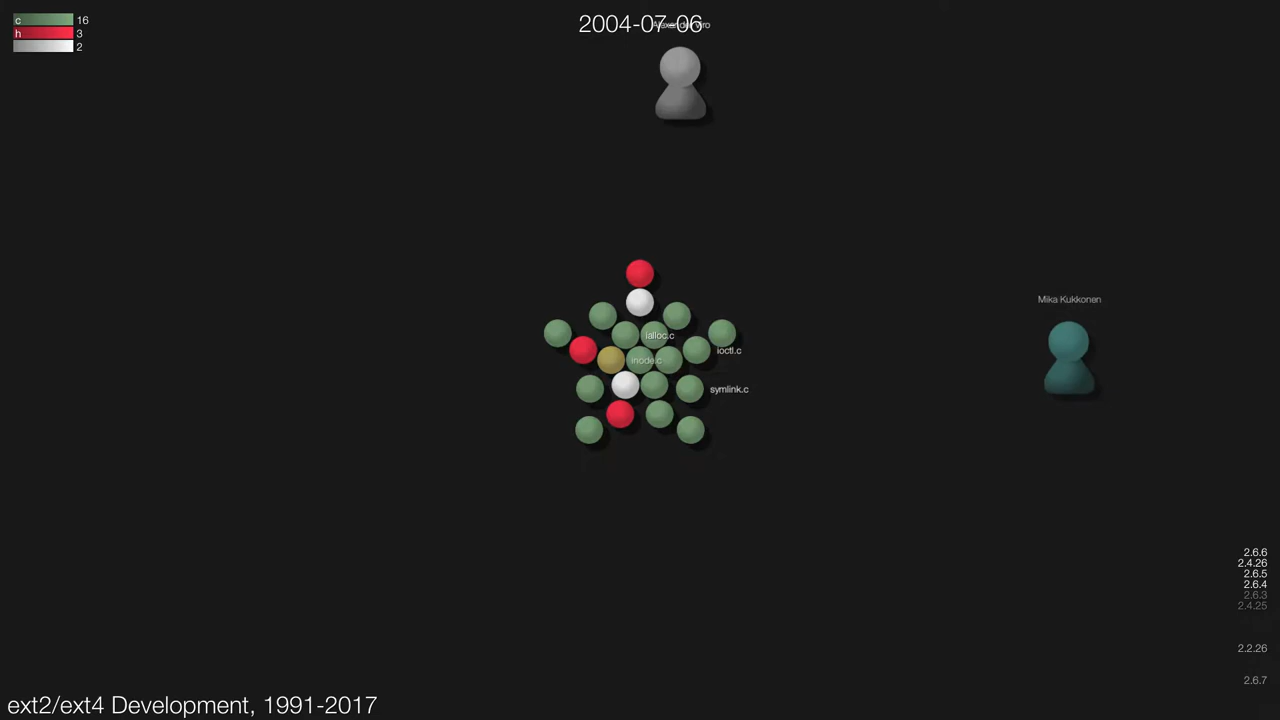 c 16
h 3
2
2004-07-06
Mika Kukkonen
ialloc.c
ioctl.c
inode.c
symlink.c
2.6.6
2.4.26
2.6.5
2.6.4
2.6.3
2.4.25
2.2.26
2.6.7
ext2/ext4 Development, 1991-2017